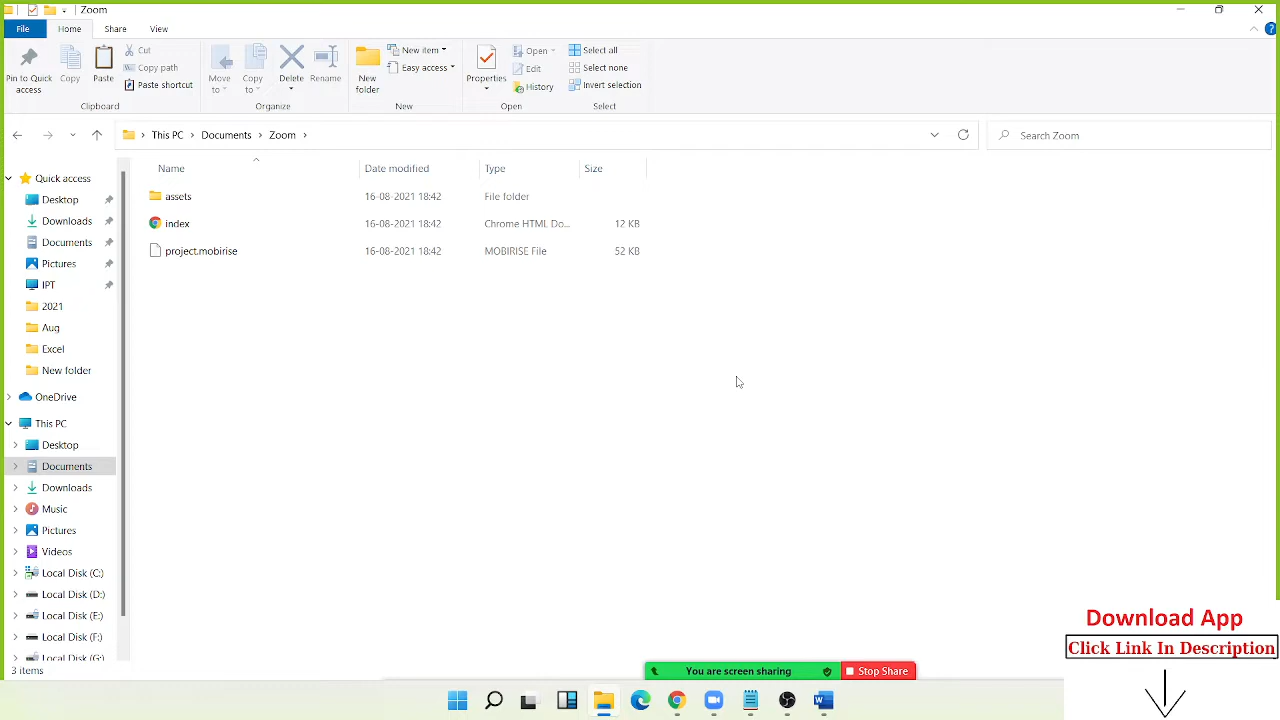 Zoom
File
Home
Share
View
Pin to Quick access
Copy
Paste
Cut
Copy path
Paste shortcut
Clipboard
Move to
Copy to
Delete
Rename
Organize
New folder
New item
Easy access
New
Properties
Open
Edit
History
Open
Select all
Select none
Invert selection
Select
This PC
Documents
Zoom
Search Zoom
Name
Date modified
Type
Size
assets
16-08-2021 18:42
File folder
index
16-08-2021 18:42
Chrome HTML Do...
12 KB
project.mobirise
16-08-2021 18:42
MOBIRISE File
52 KB
Quick access
Desktop
Downloads
Documents
Pictures
IPT
2021
Aug
Excel
New folder
OneDrive
This PC
Desktop
Documents
Downloads
Music
Pictures
Videos
Local Disk (C:)
Local Disk (D:)
Local Disk (E:)
Local Disk (F:)
Local Disk (G:)
3 items
You are screen sharing
Stop Share
Download App
Click Link In Description